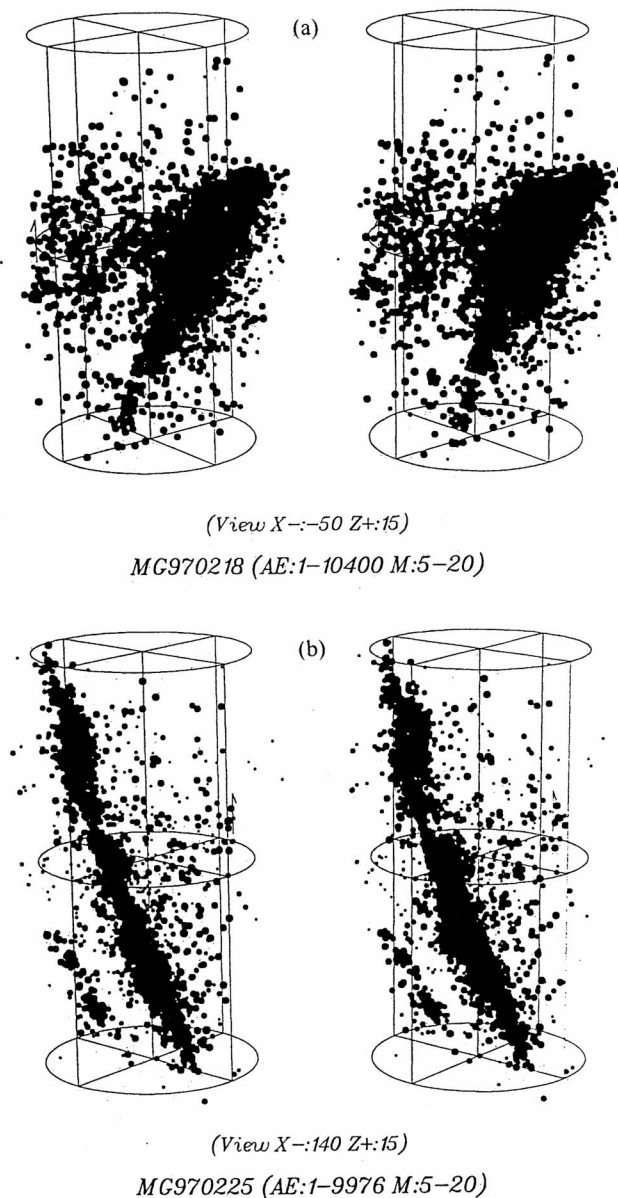 (a)
(View X-:-50 Z+:15)
MG970218 (AE:1-10400 M:5-20)
(b)
(View X-:140 Z+:15)
MG970225 (AE:1-9976 M:5-20)